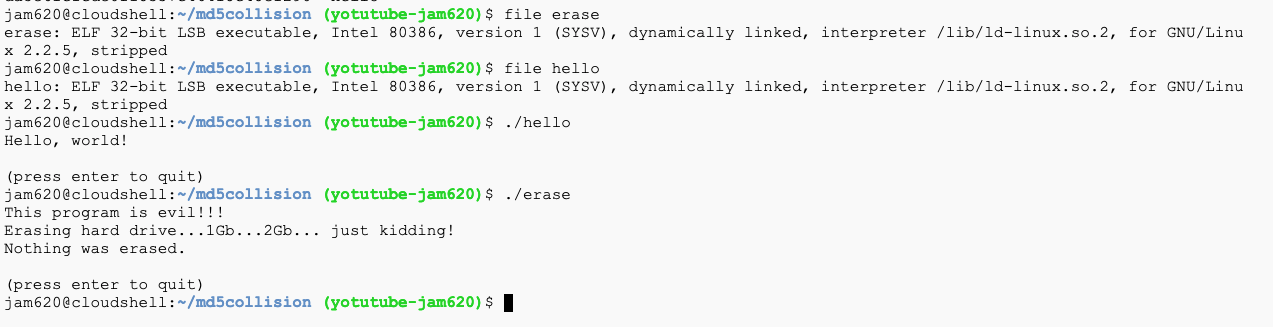 jam620@cloudshell:~/md5collision (yotutube-jam620)$ file erase
erase: ELF 32-bit LSB executable, Intel 80386, version 1 (SYSV), dynamically linked, interpreter /lib/ld-linux.so.2, for GNU/Linu
x 2.2.5, stripped
jam620@cloudshell:~/md5collision (yotutube-jam620)$ file hello
hello: ELF 32-bit LSB executable, Intel 80386, version 1 (SYSV), dynamically linked, interpreter /lib/ld-linux.so.2, for GNU/Linu
x 2.2.5, stripped
jam620@cloudshell:~/md5collision (yotutube-jam620)$ ./hello
Hello, world!
(press enter to quit)
jam620@cloudshell:~/md5collision (yotutube-jam620)$ ./erase
This program is evil!!!
Erasing hard drive...1Gb...2Gb... just kidding!
Nothing was erased.
(press enter to quit)
jam620@cloudshell:~/md5collision (yotutube-jam620)$